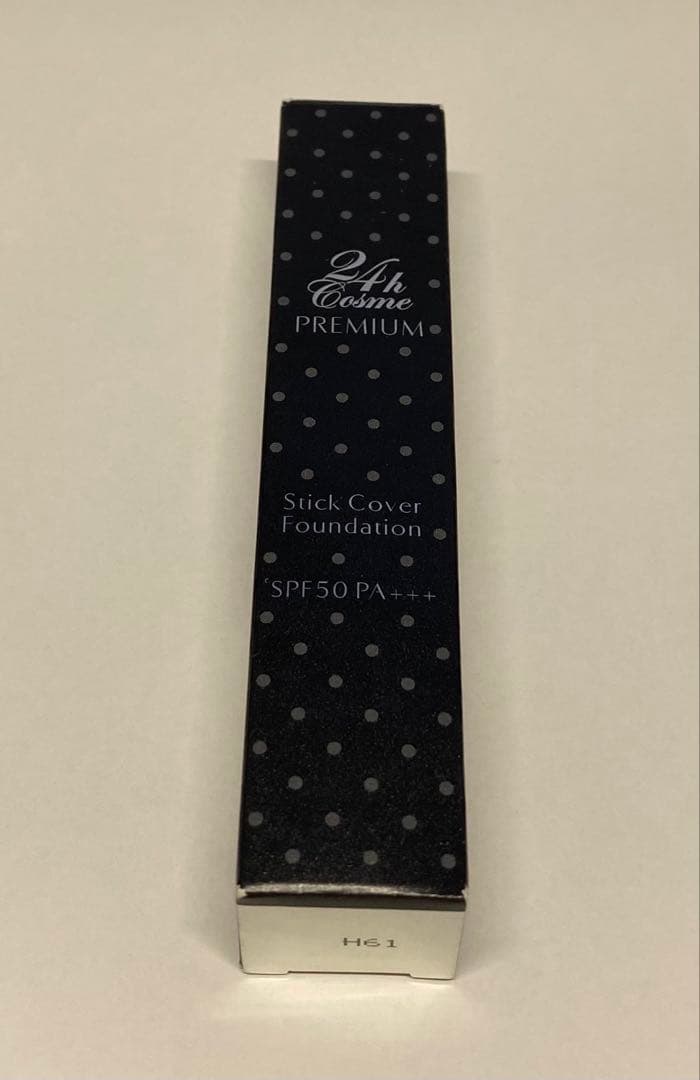 24h
Cosme
PREMIUM
Stick Cover
Foundation
SPF50 PA+++
H61